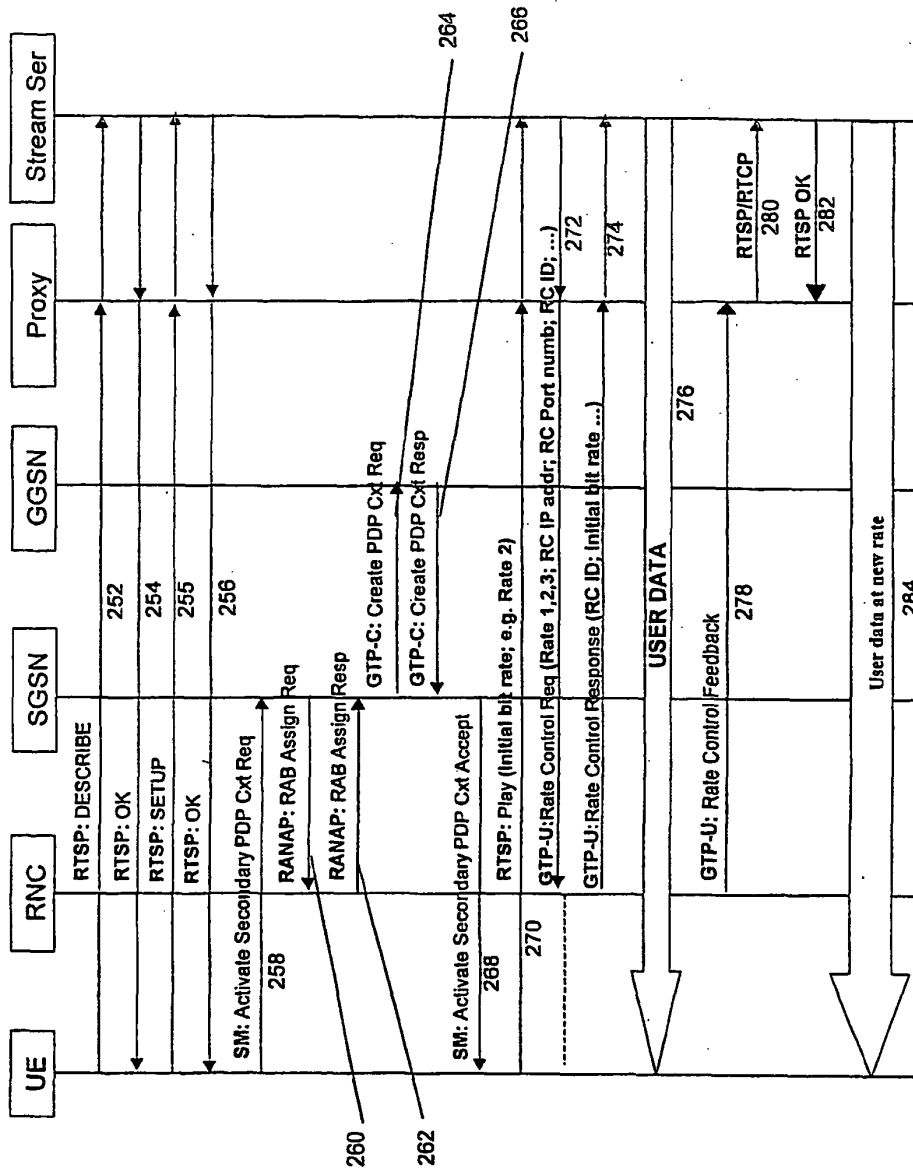 UE
RNC
SGSN
GGSN
Proxy
Stream Ser
RTSP: DESCRIBE
252
RTSP: OK
254
RTSP: SETUP
255
RTSP: OK
256
SM: Activate Secondary PDP Cxt Req
258
RANAP: RAB Assign Req
260
RANAP: RAB Assign Resp
262
GTP-C: Create PDP Cxt Req
264
GTP-C: Create PDP Cxt Resp
266
SM: Activate Secondary PDP Cxt Accept
268
RTSP: Play (Initial bit rate; e.g. Rate 2)
270
GTP-U:Rate Control Req (Rate 1,2,3; RC IP addr; RC Port numb; RC ID; ...)
272
GTP-U:Rate Control Response (RC ID; Initial bit rate ...)
274
USER DATA
276
GTP-U: Rate Control Feedback
278
RTSP/RTCP
280
RTSP OK
282
User data at new rate
284